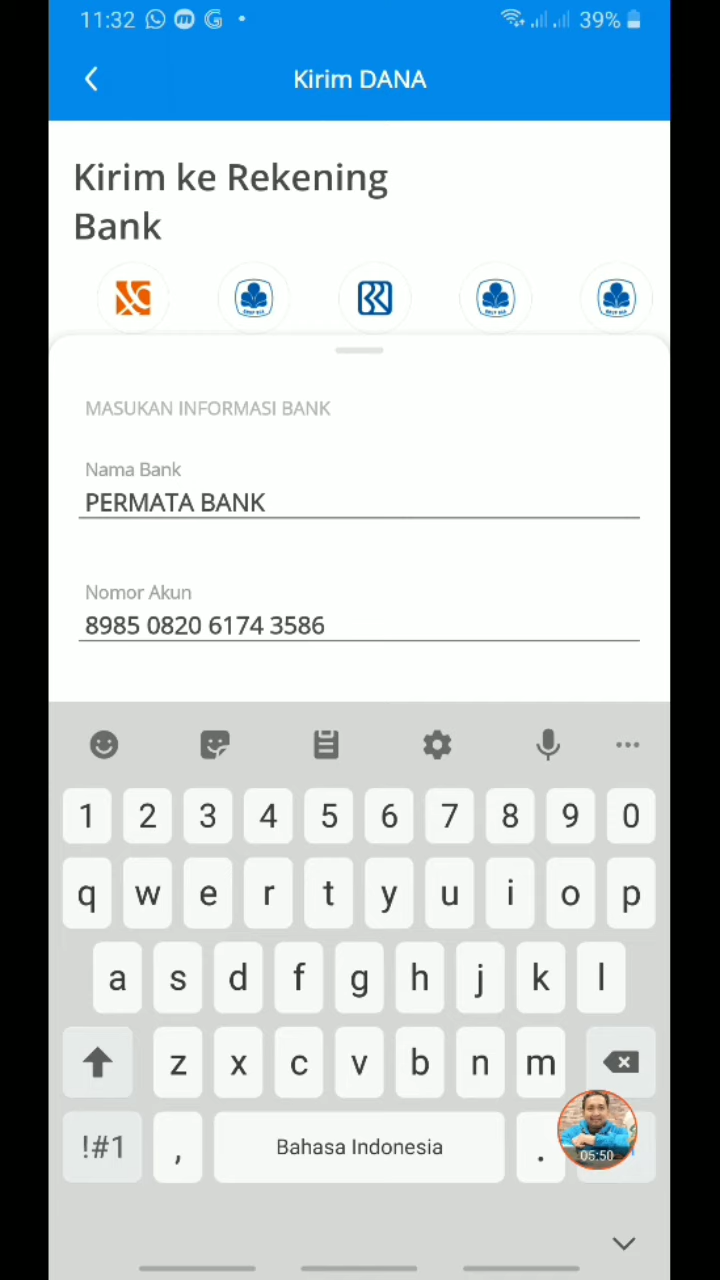 11:32
39%
Kirim DANA
Kirim ke Rekening
Bank
MASUKAN INFORMASI BANK
Nama Bank
PERMATA BANK
Nomor Akun
8985 0820 6174 3586
1 2 3 4 5 6 7 8 9 0
q w e r t y u i o p
a s d f g h j k l
z x c v b n m
!#1 , Bahasa Indonesia .
05:50